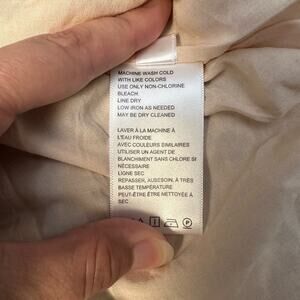 MACHINE WASH COLD
WITH LIKE COLORS
USE ONLY NON-CHLORINE
BLEACH
LINE DRY
LOW IRON AS NEEDED
MAY BE DRY CLEANED
LAVER À LA MACHINE À
L'EAU FROIDE
AVEC COULEURS SIMILAIRES
UTILISER UN AGENT DE
BLANCHIMENT SANS CHLORE SI
NÉCESSAIRE
LIGNE SEC
REPASSER, AUBESOIN, À TRÈS
BASSE TEMPÉRATURE
PEUT-ÊTRE ÊTRE NETTOYÉE À
SEC
P